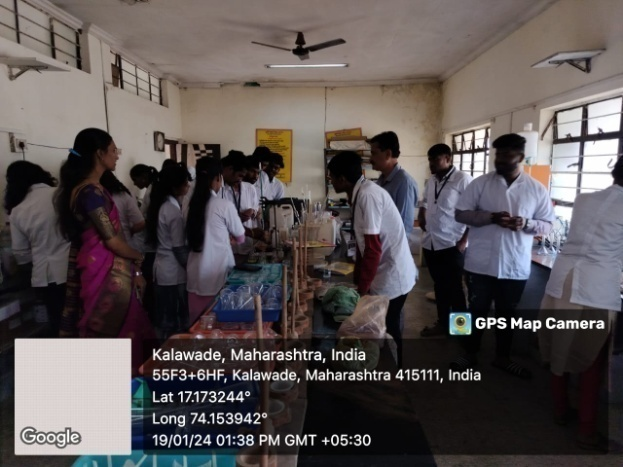 GPS Map Camera
Kalawade, Maharashtra, India
55F3+6HF, Kalawade, Maharashtra 415111, India
Lat 17.173244°
Long 74.153942°
19/01/24 01:38 PM GMT +05:30
Google